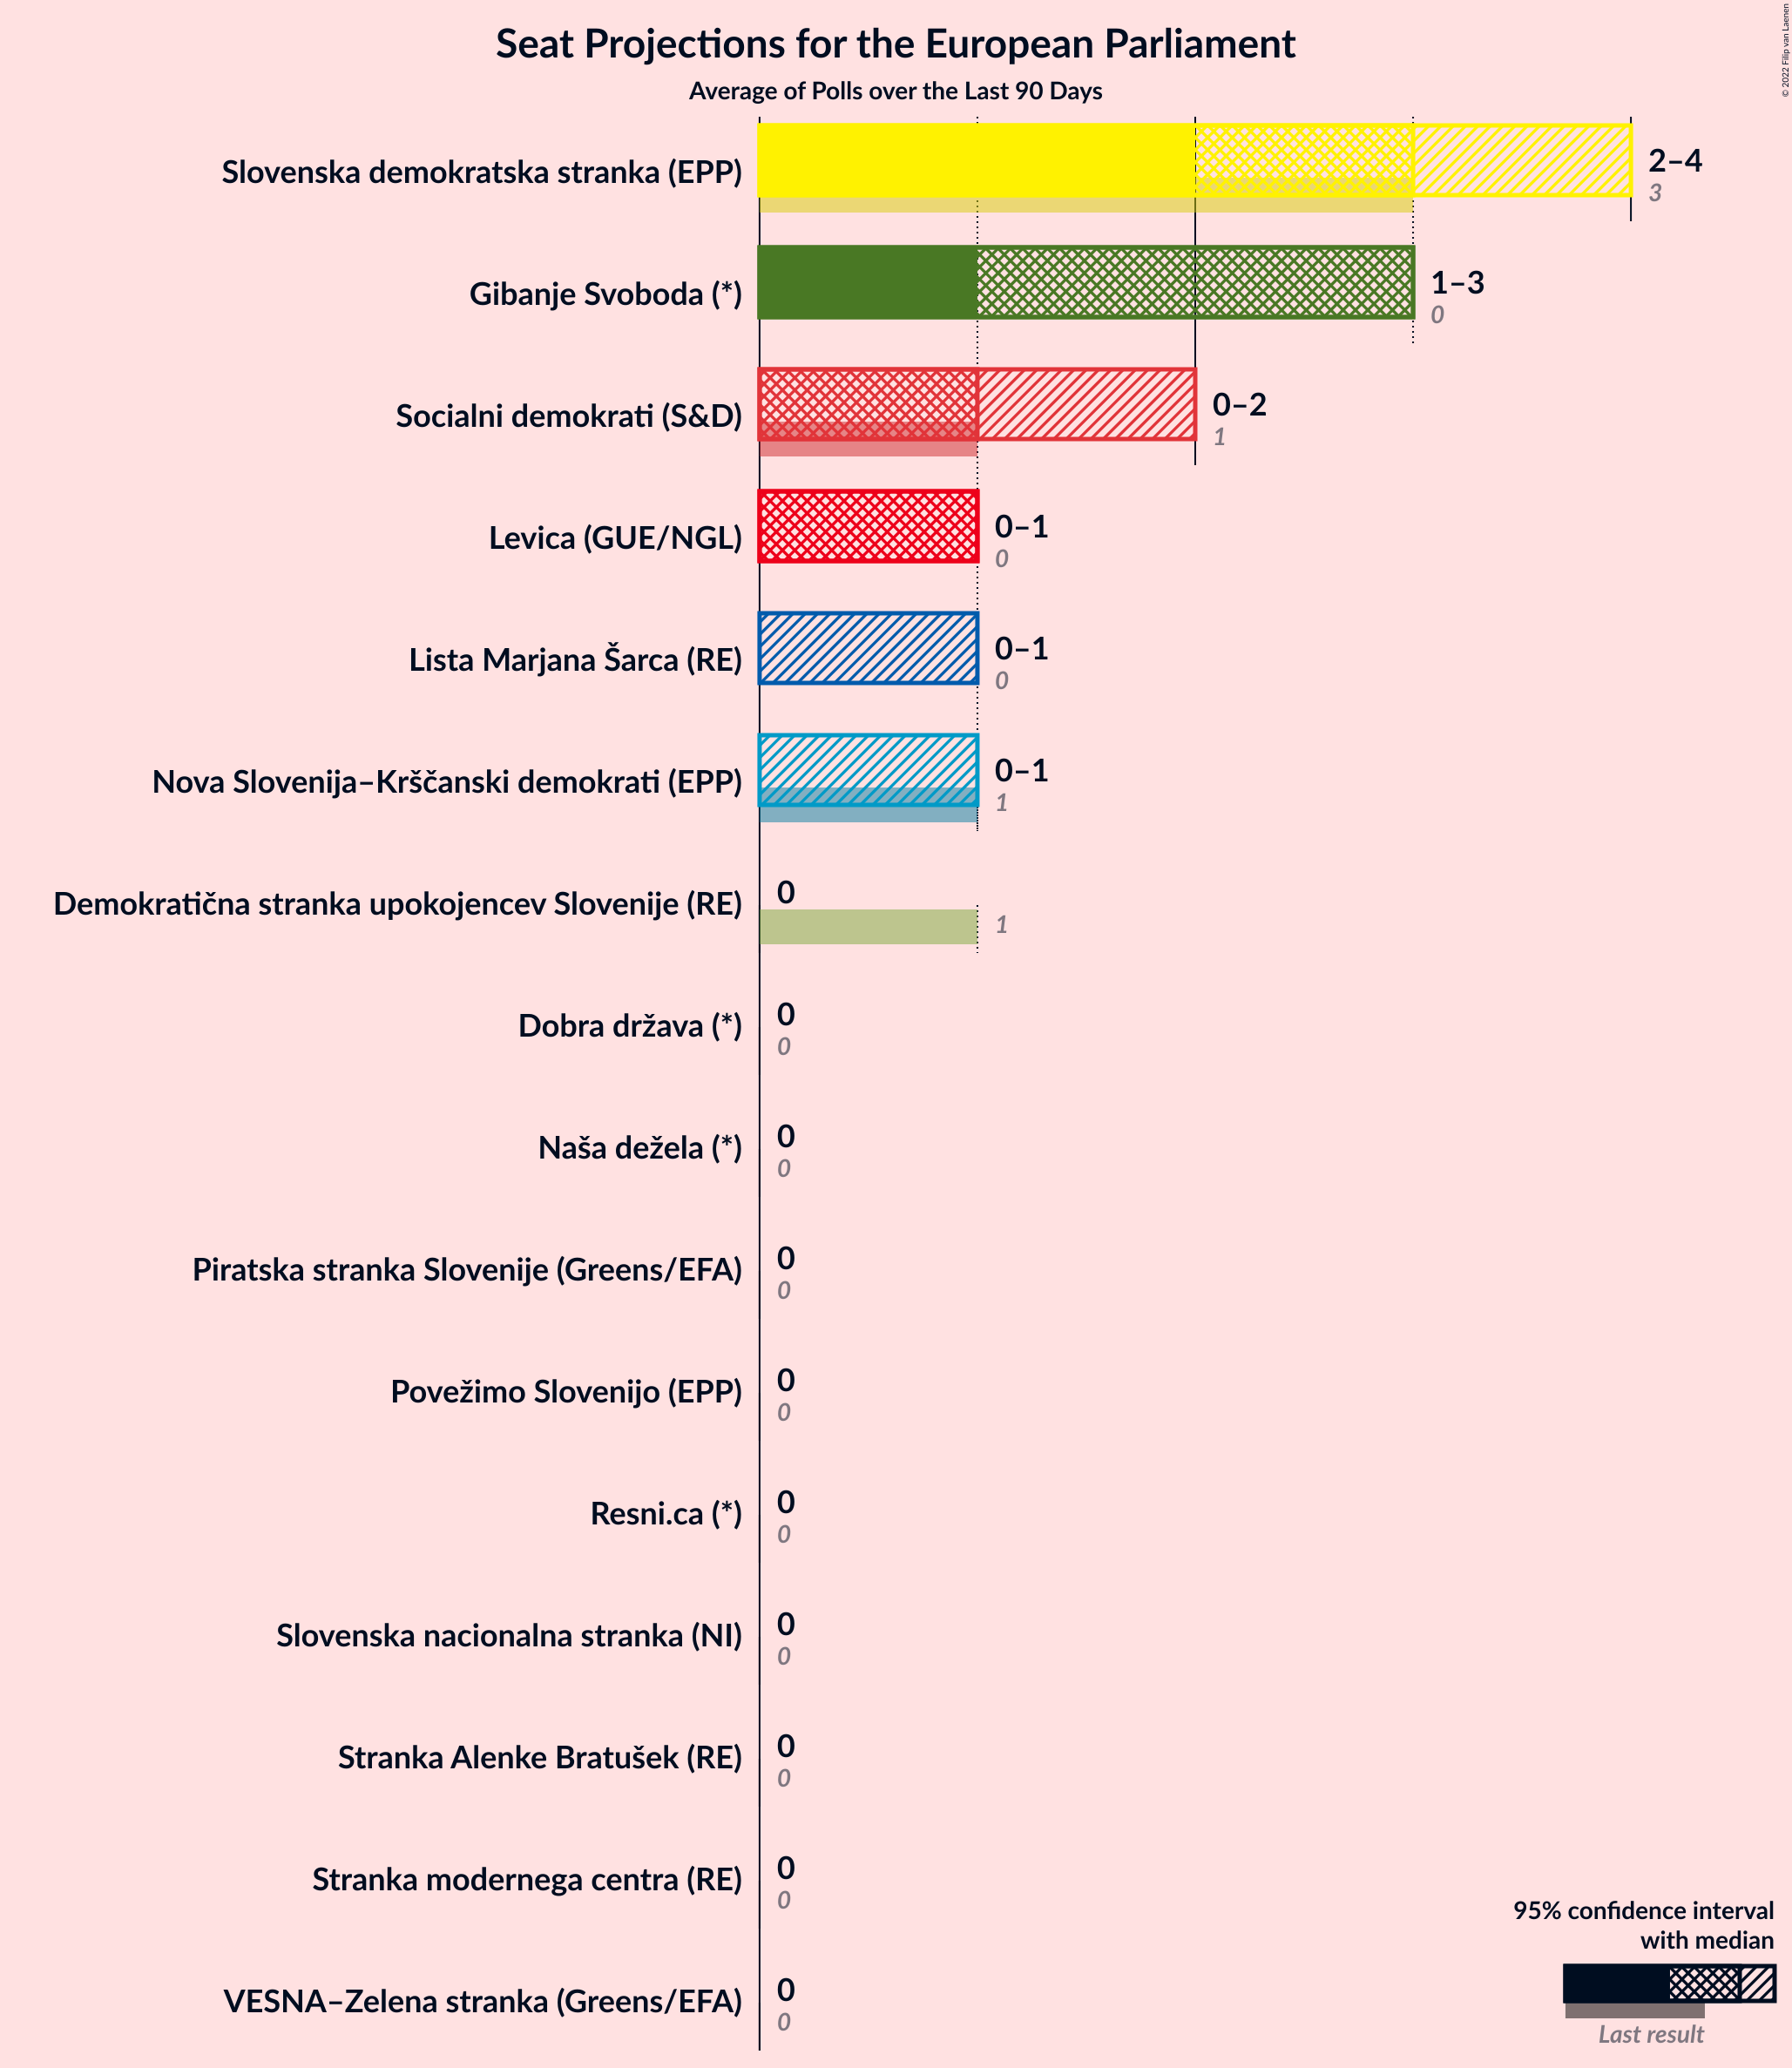 Seat Projections for the European Parliament
Average of Polls over the Last 90 Days
© 2022 Filip van Laenen
Slovenska demokratska stranka (EPP)
2–4
3
Gibanje Svoboda (*)
1–3
0
Socialni demokrati (S&D)
0–2
1
Levica (GUE/NGL)
0–1
0
Lista Marjana Šarca (RE)
0–1
0
Nova Slovenija–Krščanski demokrati (EPP)
0–1
1
Demokratična stranka upokojencev Slovenije (RE)
0
1
Dobra država (*)
0
0
Naša dežela (*)
0
0
Piratska stranka Slovenije (Greens/EFA)
0
0
Povežimo Slovenijo (EPP)
0
0
Resni.ca (*)
0
0
Slovenska nacionalna stranka (NI)
0
0
Stranka Alenke Bratušek (RE)
0
0
Stranka modernega centra (RE)
0
0
VESNA–Zelena stranka (Greens/EFA)
0
0
95% confidence interval
with median
Last result